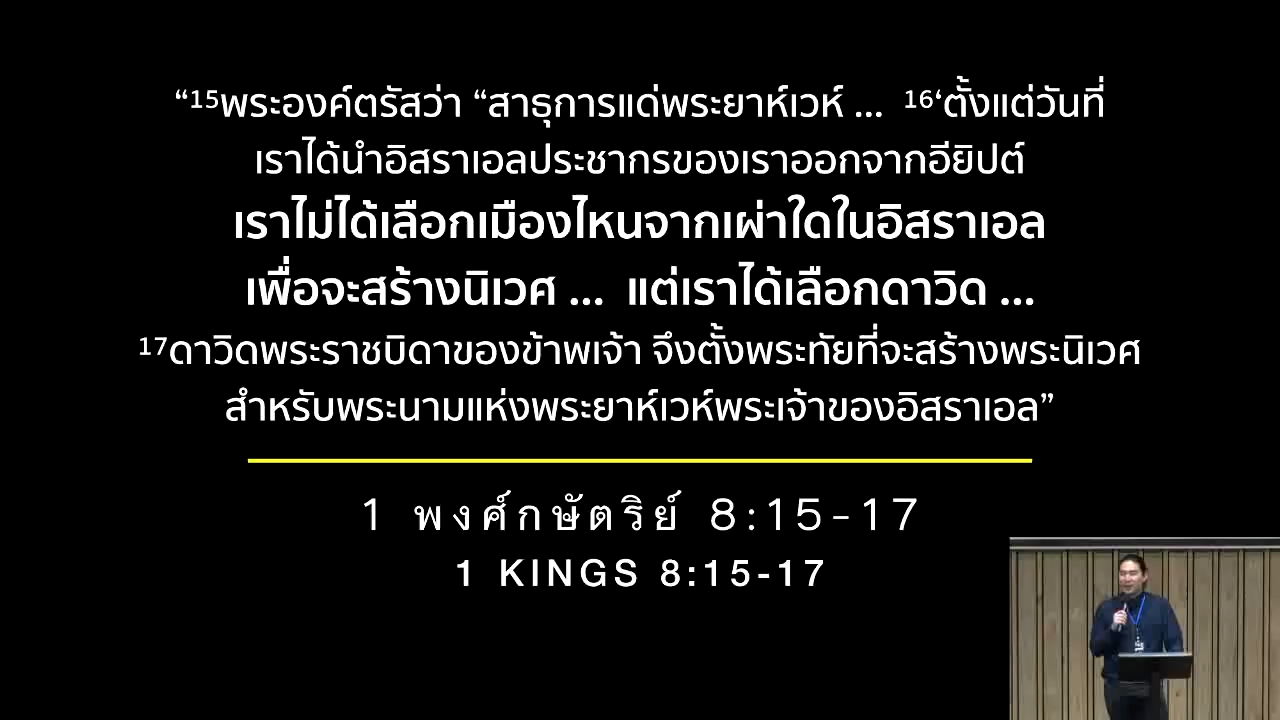 “¹⁵พระองค์ตรัสว่า “สาธุการแด่พระยาห์เวห์ ... ¹⁶‘ตั้งแต่วันที่
เราได้นำอิสราเอลประชากรของเราออกจากอียิปต์
เราไม่ได้เลือกเมืองไหนจากเผ่าใดในอิสราเอล
เพื่อจะสร้างนิเวศ ... แต่เราได้เลือกดาวิด ...
¹⁷ดาวิดพระราชบิดาของข้าพเจ้า จึงตั้งพระทัยที่จะสร้างพระนิเวศ
สำหรับพระนามแห่งพระยาห์เวห์พระเจ้าของอิสราเอล”
1 พงศ์กษัตริย์ 8:15-17
1 KINGS 8:15-17